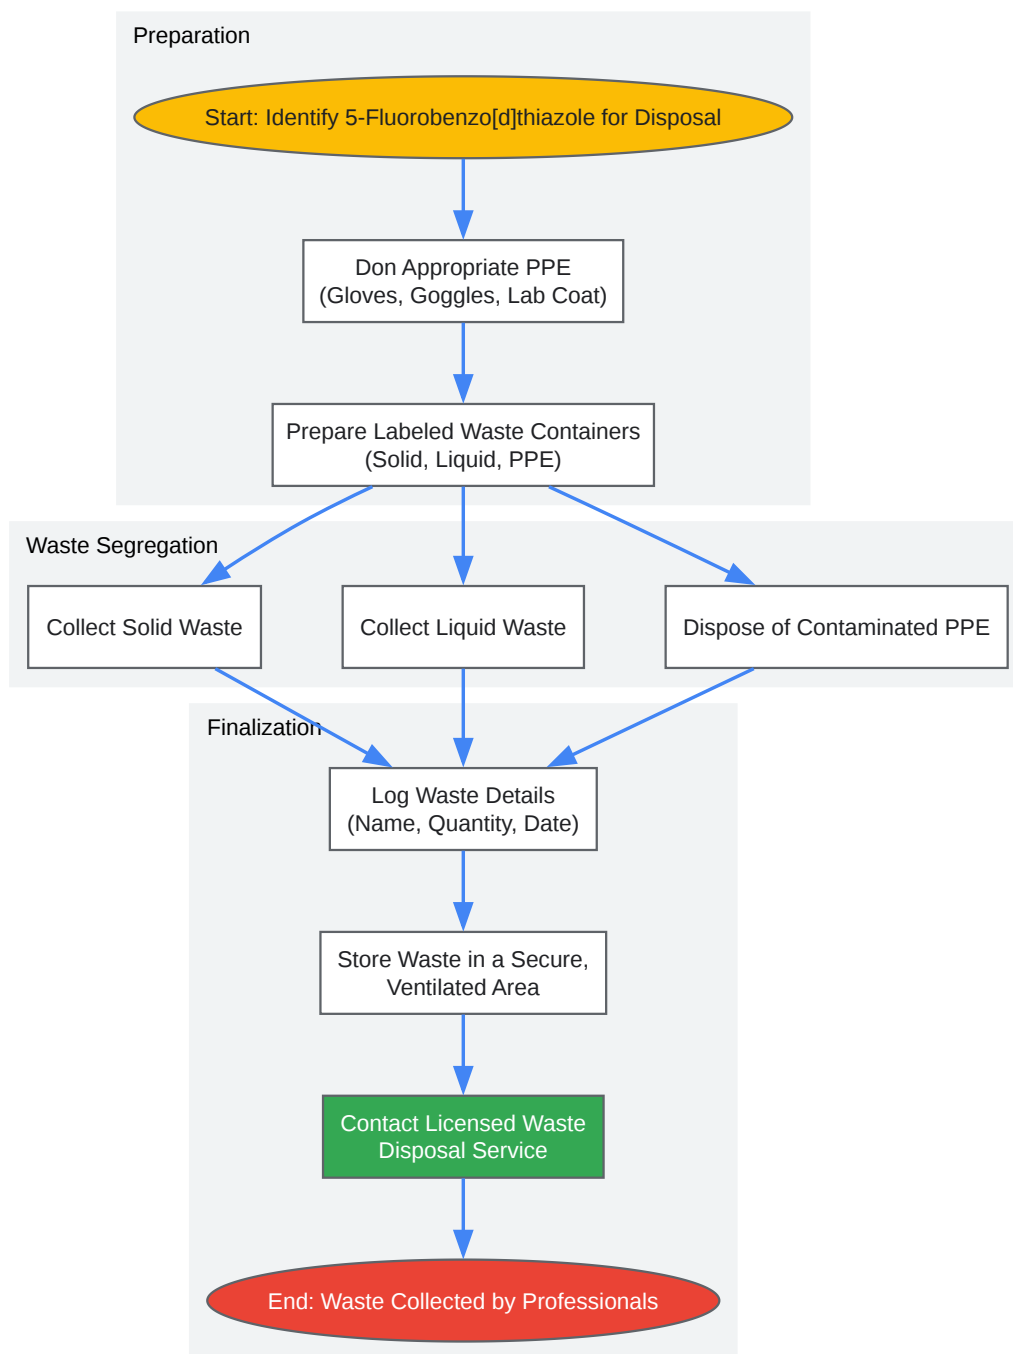 Preparation
Start: Identify 5-Fluorobenzo[d]thiazole for Disposal
Don Appropriate PPE
(Gloves, Goggles, Lab Coat)
Prepare Labeled Waste Containers
(Solid, Liquid, PPE)
Waste Segregation
Collect Solid Waste
Collect Liquid Waste
Dispose of Contaminated PPE
Finalization
Log Waste Details
(Name, Quantity, Date)
Store Waste in a Secure,
Ventilated Area
Contact Licensed Waste
Disposal Service
End: Waste Collected by Professionals